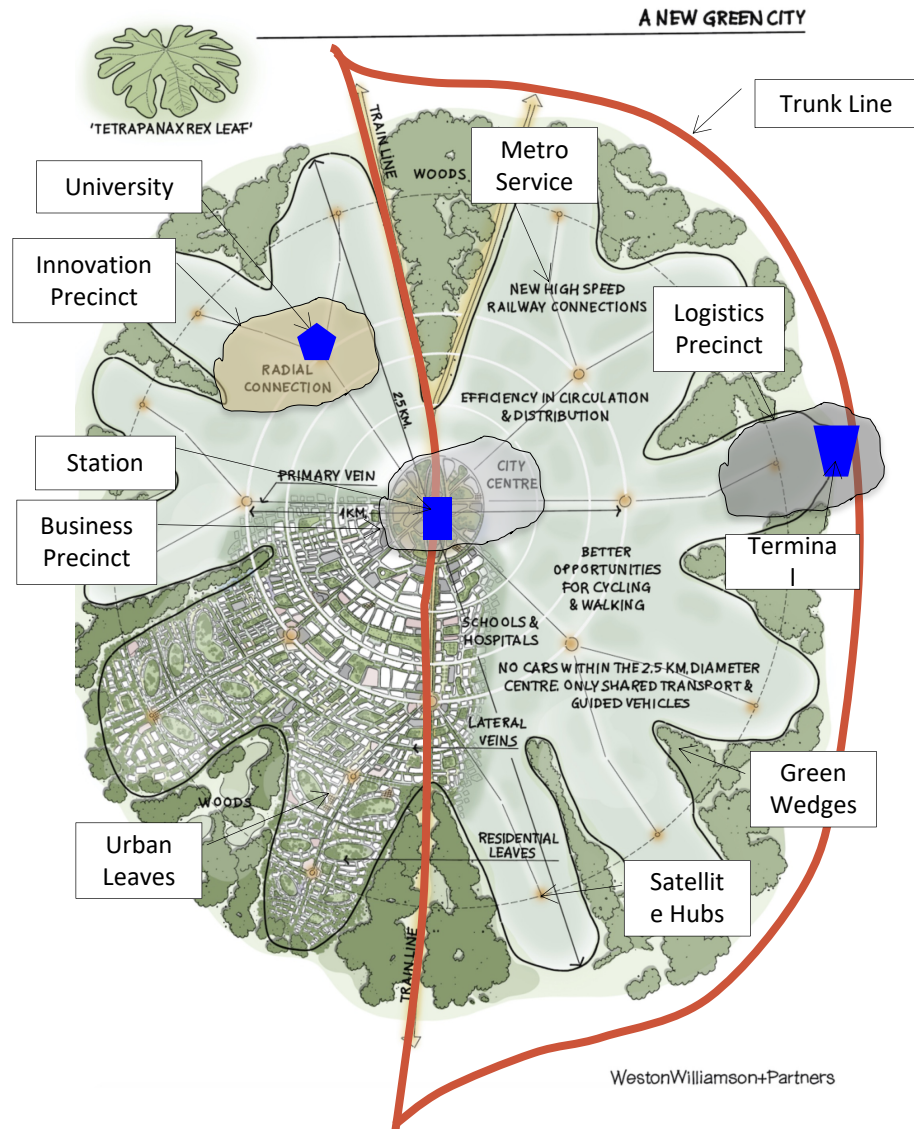 A NEW GREEN CITY
'TETRAPANAX REX LEAF'
Trunk Line
TRAIN LINE
WOODS
Metro
Service
University
Innovation
Precinct
NEW HIGH SPEED
RAILWAY CONNECTIONS
Logistics
Precinct
RADIAL
CONNECTION
2.5 KM.
EFFICIENCY IN CIRCULATION
& DISTRIBUTION
Station
PRIMARY VEIN
CITY
CENTRE
1KM.
Business
Precinct
Termina
l
BETTER
OPPORTUNITIES
FOR CYCLING
& WALKING
SCHOOLS &
HOSPITALS
NO CARS WITHIN THE 2.5 KM. DIAMETER
CENTRE. ONLY SHARED TRANSPORT &
GUIDED VEHICLES
LATERAL
VEINS
Green
Wedges
WOODS
Urban
Leaves
RESIDENTIAL
LEAVES
Satellit
e Hubs
TRAIN LINE
WestonWilliamson+Partners